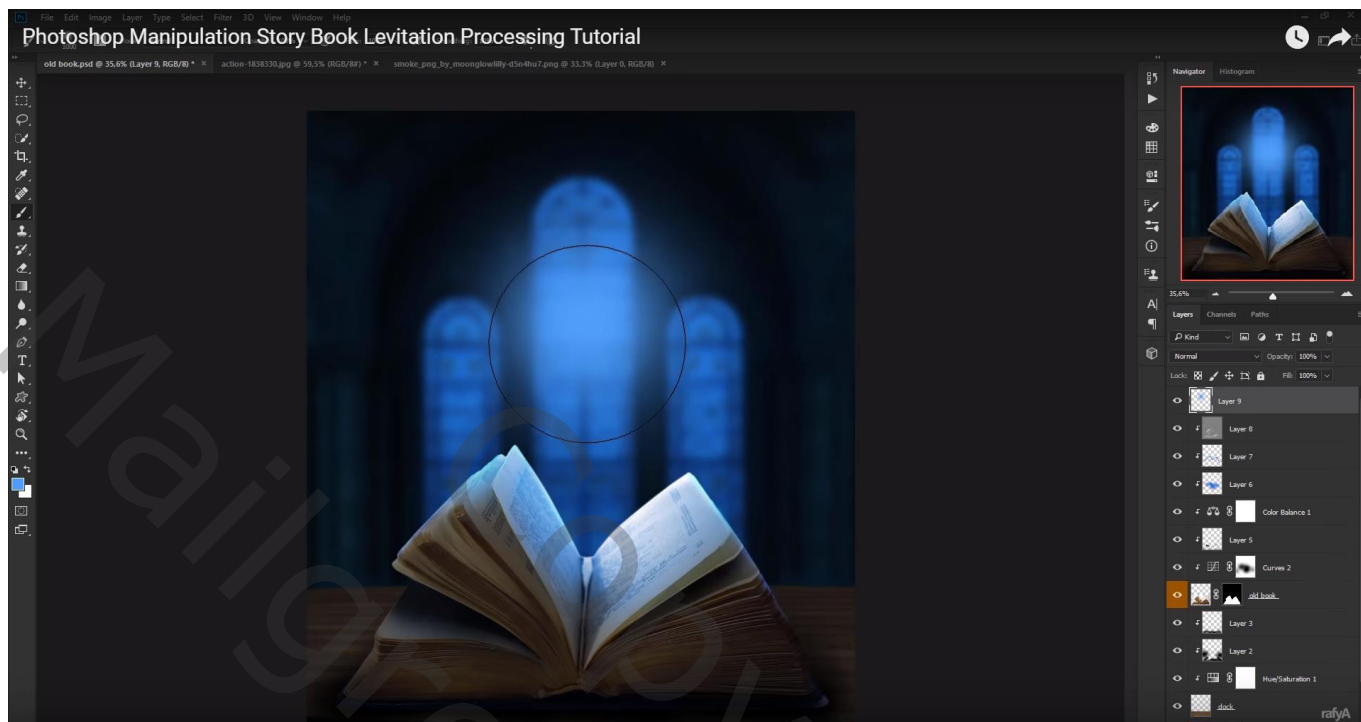 File Edit Image Layer Type Select Filter 3D View Window Help
Photoshop Manipulation Story Book Levitation Processing Tutorial
old book.psd @ 35,6% (Layer 9, RGB/8) * ×
action-1838330.jpg @ 59,5% (RGB/8#) * ×
smoke_png_by_moonglowlilly-d5n4hu7.png @ 33,3% (Layer 0, RGB/8) ×
Navigator Histogram
35,6%
Layers Channels Paths
Kind
Normal Opacity: 100%
Lock: Fill: 100%
Layer 9
Layer 8
Layer 7
Layer 6
Color Balance 1
Layer 5
Curves 2
old book
Layer 3
Layer 2
Hue/Saturation 1
dock
rafyA